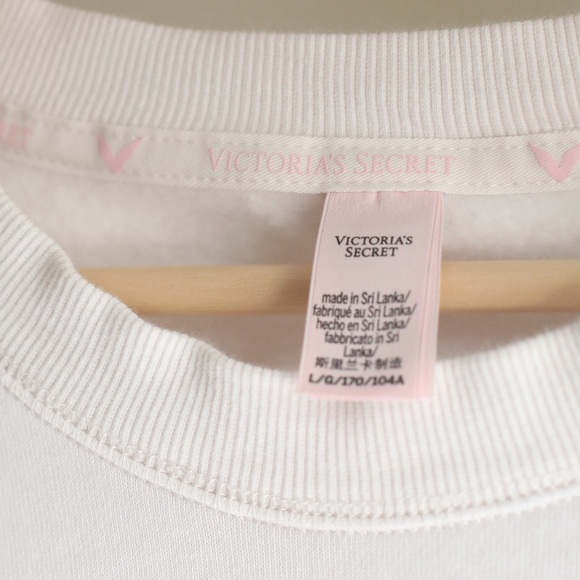 VICTORIA'S SECRET
VICTORIA'S
SECRET
made in Sri Lanka/
fabriqué au Sri Lanka/
hecho en Sri Lanka/
fabbricato in Sri
Lanka/
斯里兰卡制造
L/G/170/104A